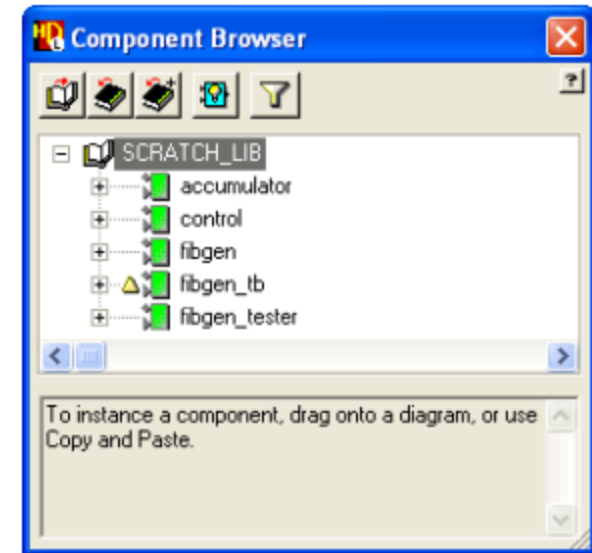 Component Browser
?
SCRATCH_LIB
accumulator
control
fibgen
fibgen_tb
fibgen_tester
To instance a component, drag onto a diagram, or use
Copy and Paste.